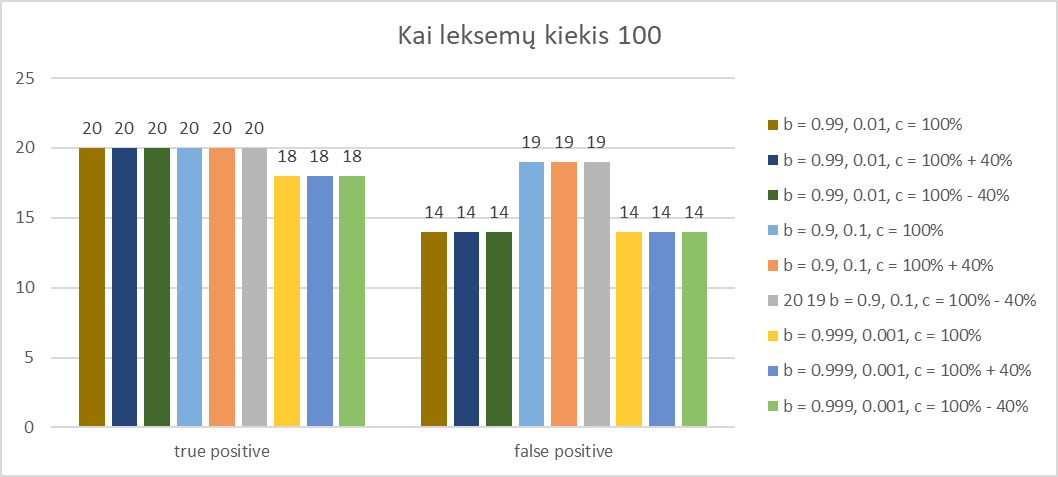 Kai leksemų kiekis 100
25
20
15
10
5
0
20 20 20 20 20 20 18 18 18
14 14 14 19 19 19 14 14 14
true positive
false positive
b = 0.99, 0.01, c = 100%
b = 0.99, 0.01, c = 100% + 40%
b = 0.99, 0.01, c = 100% - 40%
b = 0.9, 0.1, c = 100%
b = 0.9, 0.1, c = 100% + 40%
20 19 b = 0.9, 0.1, c = 100% - 40%
b = 0.999, 0.001, c = 100%
b = 0.999, 0.001, c = 100% + 40%
b = 0.999, 0.001, c = 100% - 40%